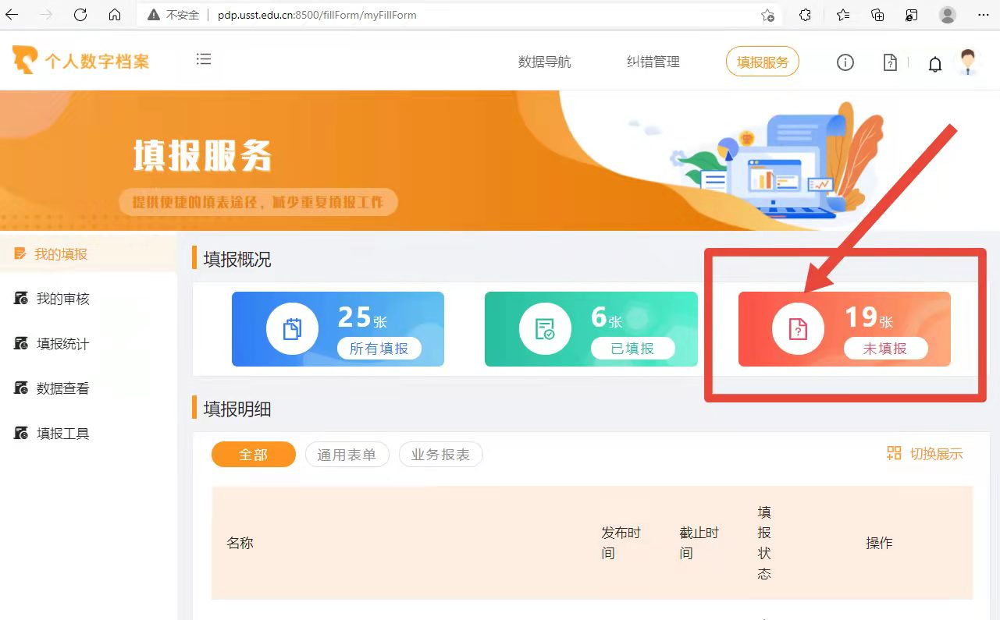 不安全 pdp.usst.edu.cn:8500/fillForm/myFillForm
个人数字档案
数据导航 纠错管理 填报服务
填报服务
提供便捷的填表途径，减少重复填报工作
我的填报
我的审核
填报统计
数据查看
填报工具
填报概况
25张
所有填报
6张
已填报
19张
未填报
填报明细
全部 通用表单 业务报表 切换展示
名称 发布时间 截止时间 填报状态 操作